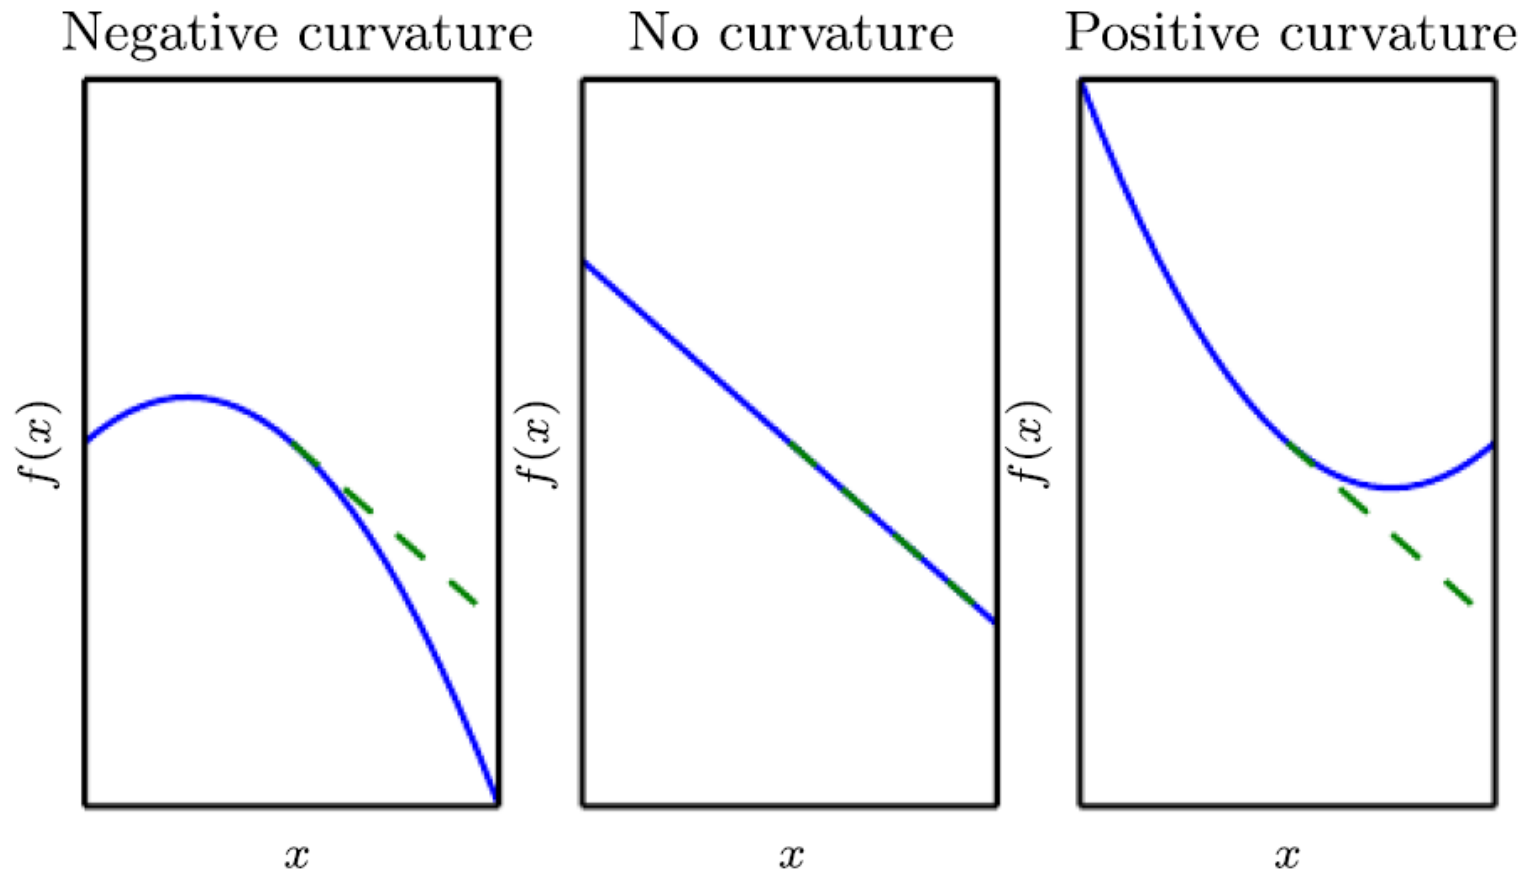 Negative curvature
No curvature
Positive curvature
f(x)
f(x)
f(x)
x
x
x